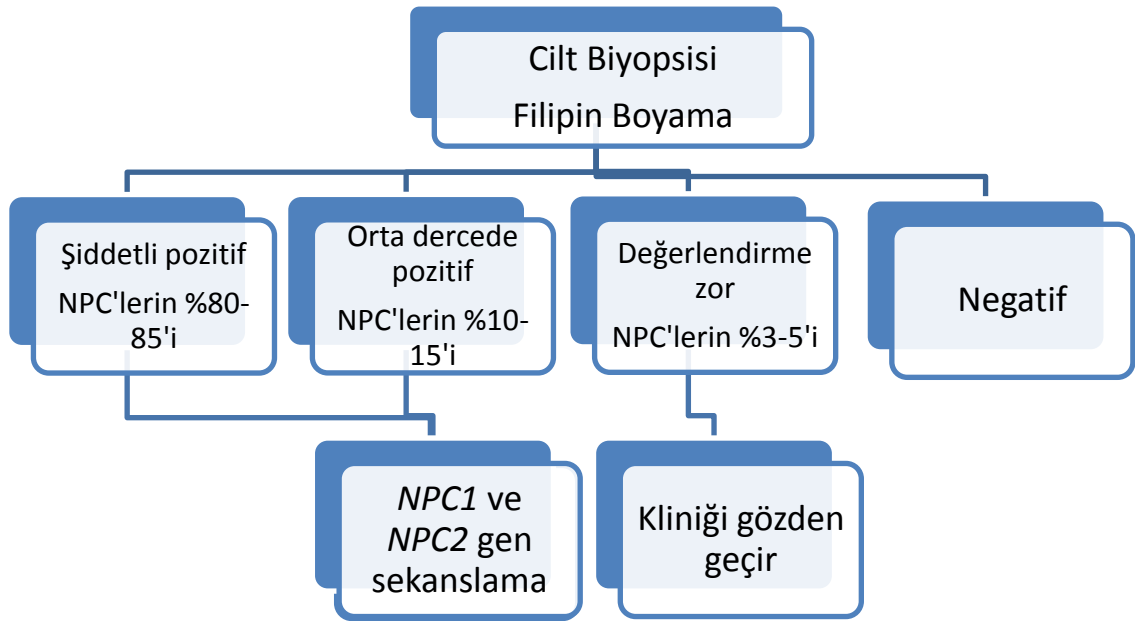 Cilt Biyopsisi
Filipin Boyama
Şiddetli pozitif
NPC'lerin %80-
85'i
Orta dercede
pozitif
NPC'lerin %10-
15'i
Değerlendirme
zor
NPC'lerin %3-5'i
Negatif
NPC1 ve
NPC2 gen
sekanslama
Kliniği gözden
geçir